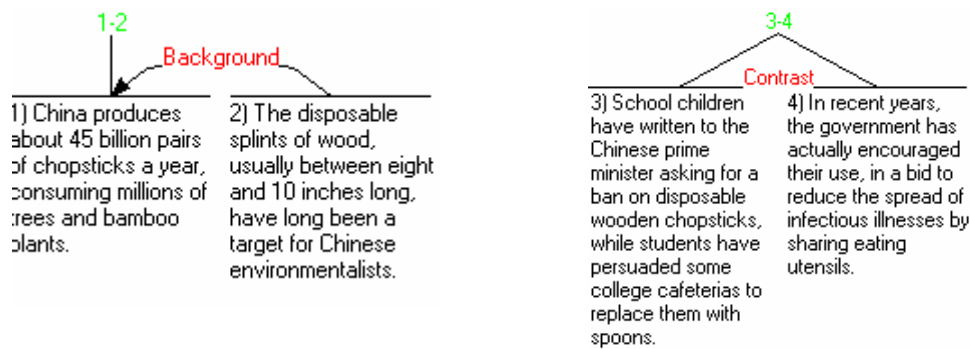 1-2
Background
1) China produces
about 45 billion pairs
of chopsticks a year,
consuming millions of
trees and bamboo
plants.
2) The disposable
splints of wood,
usually between eight
and 10 inches long,
have long been a
target for Chinese
environmentalists.
3-4
Contrast
3) School children
have written to the
Chinese prime
minister asking for a
ban on disposable
wooden chopsticks,
while students have
persuaded some
college cafeterias to
replace them with
spoons.
4) In recent years,
the government has
actually encouraged
their use, in a bid to
reduce the spread of
infectious illnesses by
sharing eating
utensils.